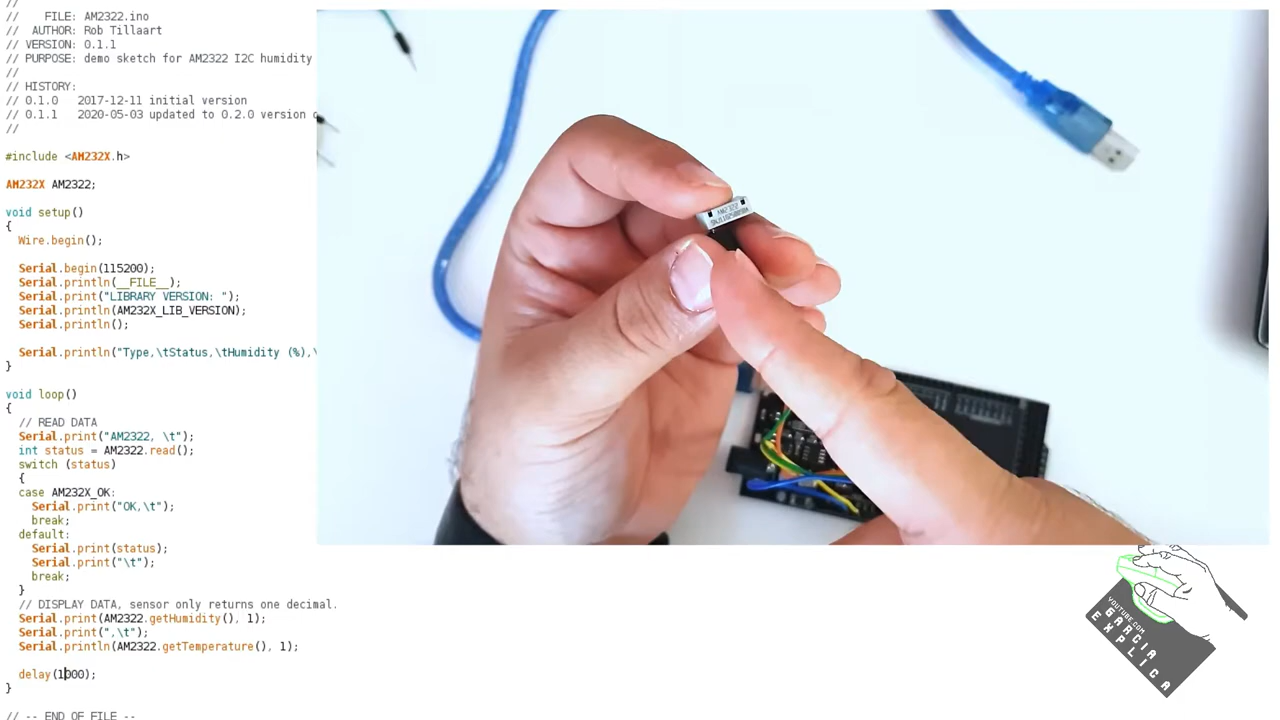 //
//    FILE: AM2322.ino
//  AUTHOR: Rob Tillaart
// VERSION: 0.1.1
// PURPOSE: demo sketch for AM2322 I2C humidity
//
// HISTORY:
// 0.1.0   2017-12-11 initial version
// 0.1.1   2020-05-03 updated to 0.2.0 version
//
#include <AM232X.h>
AM232X AM2322;
void setup()
{
  Wire.begin();
  Serial.begin(115200);
  Serial.println(__FILE__);
  Serial.print("LIBRARY VERSION: ");
  Serial.println(AM232X_LIB_VERSION);
  Serial.println();
  Serial.println("Type,\tStatus,\tHumidity (%),\
}
void loop()
{
  // READ DATA
  Serial.print("AM2322, \t");
  int status = AM2322.read();
  switch (status)
  {
  case AM232X_OK:
    Serial.print("OK,\t");
    break;
  default:
    Serial.print(status);
    Serial.print("\t");
    break;
  }
  // DISPLAY DATA, sensor only returns one decimal.
  Serial.print(AM2322.getHumidity(), 1);
  Serial.print(",\t");
  Serial.println(AM2322.getTemperature(), 1);
  delay(1000);
}
// -- END OF FILE --
AM2322
YOUTUBE.COM
GARCIA
EXPLICA